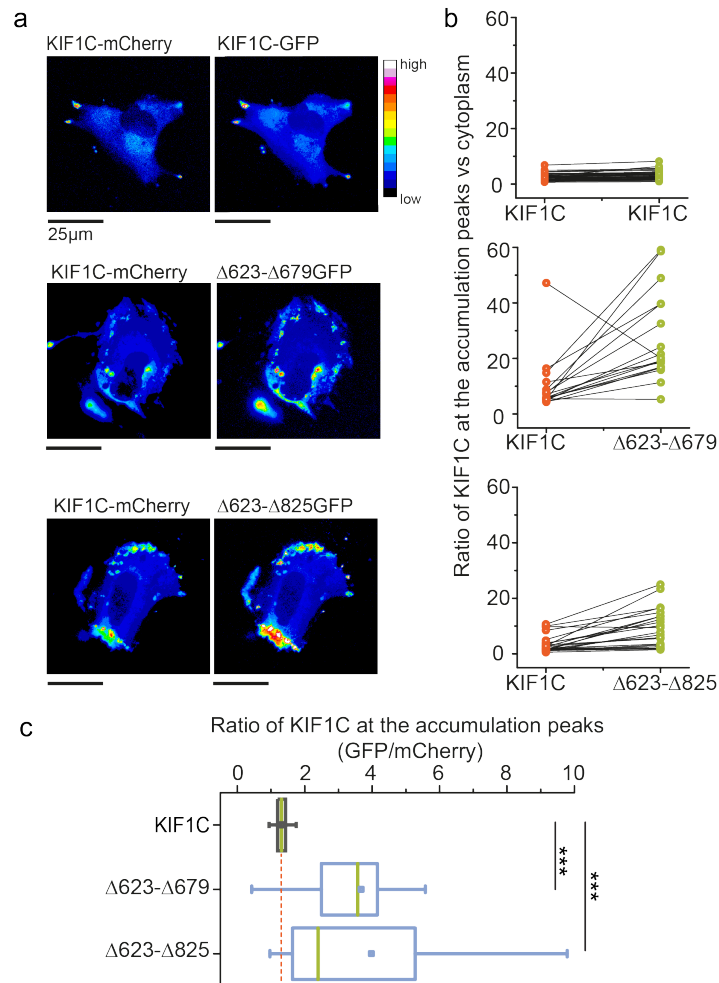 a
KIF1C-mCherry
KIF1C-GFP
high
low
25µm
KIF1C-mCherry
Δ623-Δ679GFP
KIF1C-mCherry
Δ623-Δ825GFP
b
Ratio of KIF1C at the accumulation peaks vs cytoplasm
60
40
20
0
KIF1C
KIF1C
60
40
20
0
KIF1C
Δ623-Δ679
60
40
20
0
KIF1C
Δ623-Δ825
c
Ratio of KIF1C at the accumulation peaks
(GFP/mCherry)
0 2 4 6 8 10
KIF1C
Δ623-Δ679
Δ623-Δ825
***
***